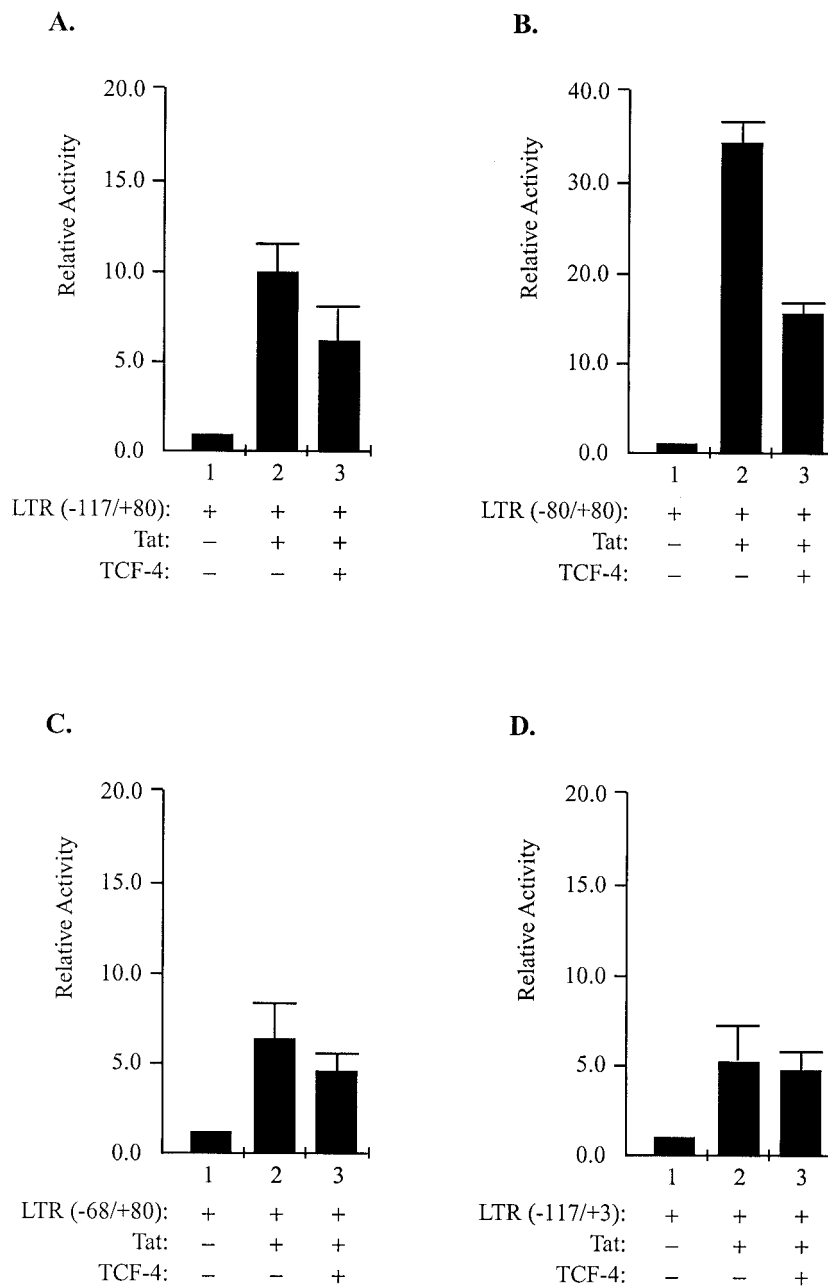 A.
Relative Activity
20.0
15.0
10.0
5.0
0.0
1 2 3
LTR (-117/+80): + + +
Tat: – + +
TCF-4: – – +
B.
Relative Activity
40.0
30.0
20.0
10.0
0.0
1 2 3
LTR (-80/+80): + + +
Tat: – + +
TCF-4: – – +
C.
Relative Activity
20.0
15.0
10.0
5.0
0.0
1 2 3
LTR (-68/+80): + + +
Tat: – + +
TCF-4: – – +
D.
Relative Activity
20.0
15.0
10.0
5.0
0.0
1 2 3
LTR (-117/+3): + + +
Tat: – + +
TCF-4: – – +